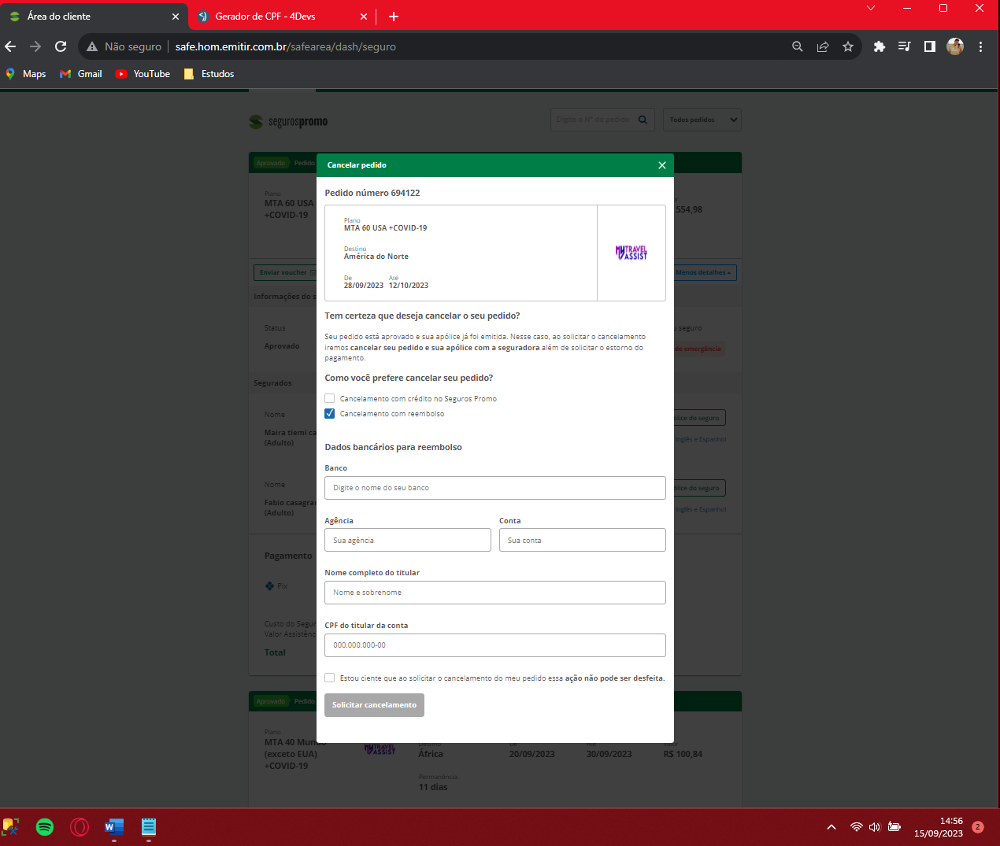 Área do cliente
Gerador de CPF - 4Devs
Não seguro
safe.hom.emitir.com.br/safearea/dash/seguro
Maps
Gmail
YouTube
Estudos
segurospromo
Digite o Nº do pedido
Todos pedidos
Aprovado
Pedido
Cancelar pedido
Plano
MTA 60 USA
+COVID-19
554,98
Pedido número 694122
Plano
MTA 60 USA +COVID-19
Destino
América do Norte
De
Até
28/09/2023
12/10/2023
MY TRAVEL
ASSIST
Enviar voucher
Menos detalhes
Informações do s
Status
Aprovado
seguro
de emergência
Tem certeza que deseja cancelar o seu pedido?
Seu pedido está aprovado e sua apólice já foi emitida. Nesse caso, ao solicitar o cancelamento
iremos cancelar seu pedido e sua apólice com a seguradora além de solicitar o estorno do
pagamento.
Como você prefere cancelar seu pedido?
Cancelamento com crédito no Seguros Promo
Cancelamento com reembolso
Segurados
Nome
Maira tiemi ca
(Adulto)
ólice do seguro
Inglês e Espanhol
Dados bancários para reembolso
Banco
Digite o nome do seu banco
Nome
Fabio casagran
(Adulto)
ólice do seguro
Inglês e Espanhol
Agência
Conta
Sua agência
Sua conta
Pagamento
Pix
Nome completo do titular
Nome e sobrenome
Custo do Segur
Valor Assistênc
Total
CPF do titular da conta
000.000.000-00
Estou ciente que ao solicitar o cancelamento do meu pedido essa ação não pode ser desfeita.
Solicitar cancelamento
Aprovado
Pedido
Plano
MTA 40 Mundo
(exceto EUA)
+COVID-19
MY TRAVEL
ASSIST
Destino
África
De
20/09/2023
Até
30/09/2023
Valor
R$ 100,84
Permanência:
11 dias
14:56
15/09/2023
2